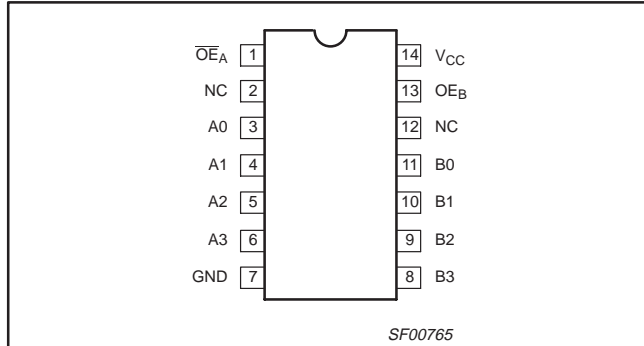 O̅E̅A 1 14 VCC
NC 2 13 OEB
A0 3 12 NC
A1 4 11 B0
A2 5 10 B1
A3 6 9 B2
GND 7 8 B3
SF00765